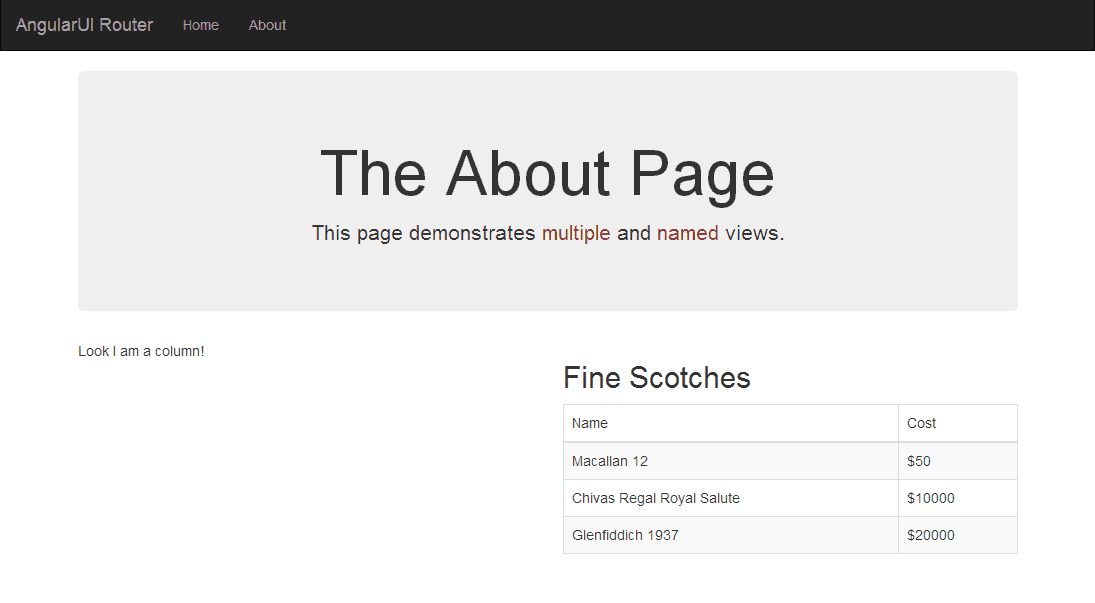 AngularUI Router Home About
The About Page
This page demonstrates multiple and named views.
Look I am a column!
Fine Scotches
Name Cost
Macallan 12 $50
Chivas Regal Royal Salute $10000
Glenfiddich 1937 $20000